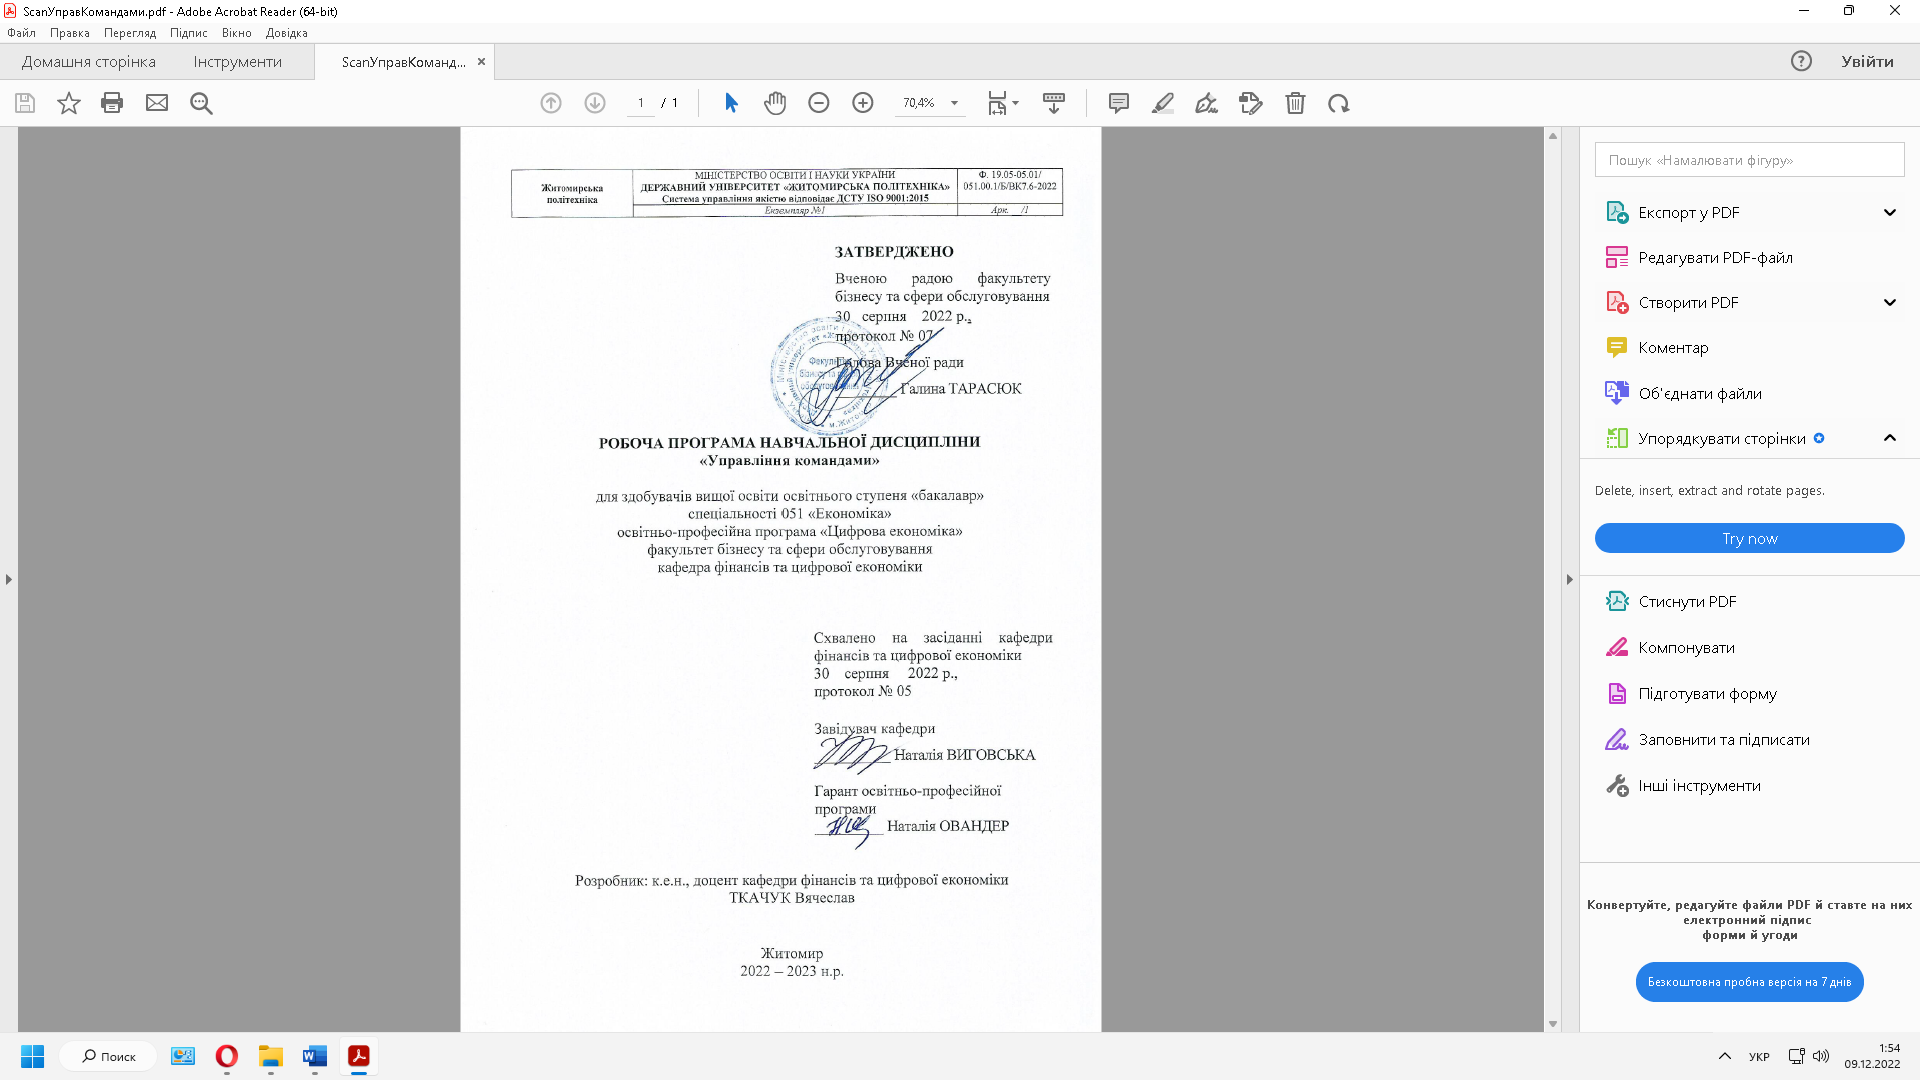 ScanУправКомандами.pdf - Adobe Acrobat Reader (64-bit)
Файл Правка Перегляд Підпис Вікно Довідка
Домашня сторінка Інструменти ScanУправКоманд... Увійти
1 / 1 70,4%
Житомирська політехніка
МІНІСТЕРСТВО ОСВІТИ І НАУКИ УКРАЇНИ
ДЕРЖАВНИЙ УНІВЕРСИТЕТ «ЖИТОМИРСЬКА ПОЛІТЕХНІКА»
Система управління якістю відповідає ДСТУ ISO 9001:2015
Екземпляр №1
Ф. 19.05-05.01/
051.00.1/Б/ВК7.6-2022
Арк. /1
ЗАТВЕРДЖЕНО
Вченою радою факультету
бізнесу та сфери обслуговування
30 серпня 2022 р.,
протокол № 07
Голова Вченої ради
Галина ТАРАСЮК
РОБОЧА ПРОГРАМА НАВЧАЛЬНОЇ ДИСЦИПЛІНИ
«Управління командами»
для здобувачів вищої освіти освітнього ступеня «бакалавр»
спеціальності 051 «Економіка»
освітньо-професійна програма «Цифрова економіка»
факультет бізнесу та сфери обслуговування
кафедра фінансів та цифрової економіки
Схвалено на засіданні кафедри
фінансів та цифрової економіки
30 серпня 2022 р.,
протокол № 05
Завідувач кафедри
Наталія ВИГОВСЬКА
Гарант освітньо-професійної
програми
Наталія ОВАНДЕР
Розробник: к.е.н., доцент кафедри фінансів та цифрової економіки
ТКАЧУК Вячеслав
Житомир
2022 – 2023 н.р.
Пошук «Намалювати фігуру»
Експорт у PDF
Редагувати PDF-файл
Створити PDF
Коментар
Об'єднати файли
Упорядкувати сторінки
Delete, insert, extract and rotate pages.
Try now
Стиснути PDF
Компонувати
Підготувати форму
Заповнити та підписати
Інші інструменти
Конвертуйте, редагуйте файли PDF й ставте на них
електронний підпис
форми й угоди
Безкоштовна пробна версія на 7 днів
Поиск
УКР
1:54
09.12.2022